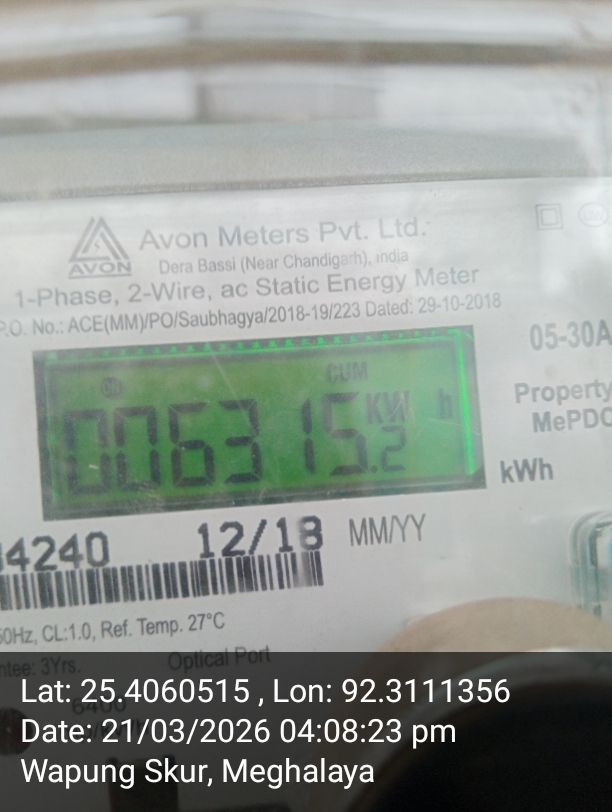 AVON
Avon Meters Pvt. Ltd.
Dera Bassi (Near Chandigarh), India
1-Phase, 2-Wire, ac Static Energy Meter
P.O. No.: ACE(MM)/PO/Saubhagya/2018-19/223 Dated: 29-10-2018
05-30A
CUM
006315.2 KW h
Property
MePDC
kWh
4240 12/18 MM/YY
50Hz, CL:1.0, Ref. Temp. 27°C
3Yrs. Optical Port
6400
Lat: 25.4060515 , Lon: 92.3111356
Date: 21/03/2026 04:08:23 pm
Wapung Skur, Meghalaya